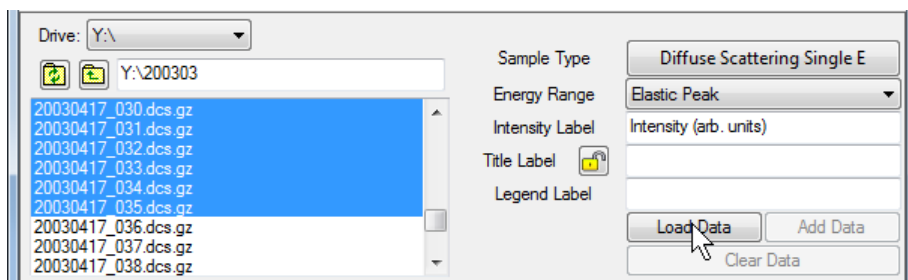 Drive: Y:\
Y:\200303
20030417_030.dcs.gz
20030417_031.dcs.gz
20030417_032.dcs.gz
20030417_033.dcs.gz
20030417_034.dcs.gz
20030417_035.dcs.gz
20030417_036.dcs.gz
20030417_037.dcs.gz
20030417_038.dcs.gz
Sample Type Diffuse Scattering Single E
Energy Range Elastic Peak
Intensity Label Intensity (arb. units)
Title Label
Legend Label
Load Data Add Data
Clear Data